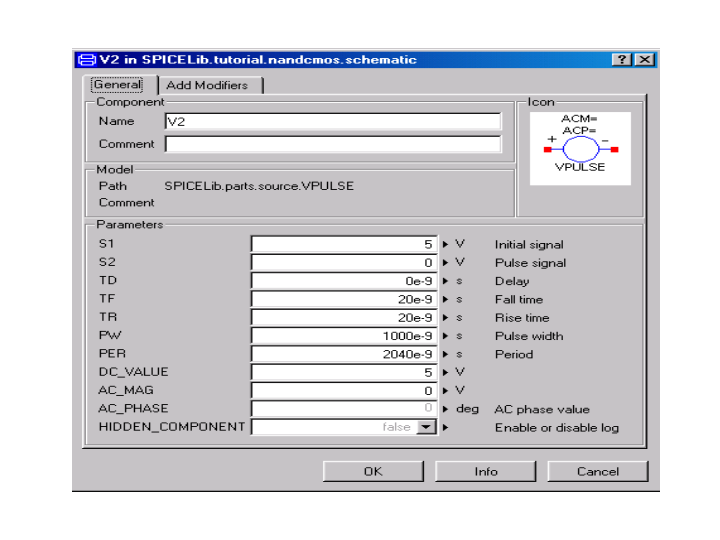 V2 in SPICELib.tutorial.nandcmos.schematic
General Add Modifiers
Component
Name V2
Comment
Icon
ACM=
ACP=
+ -
VPULSE
Model
Path SPICELib.parts.source.VPULSE
Comment
Parameters
S1 5 V Initial signal
S2 0 V Pulse signal
TD 0e-9 s Delay
TF 20e-9 s Fall time
TR 20e-9 s Rise time
PW 1000e-9 s Pulse width
PER 2040e-9 s Period
DC_VALUE 5 V
AC_MAG 0 V
AC_PHASE 0 deg AC phase value
HIDDEN_COMPONENT false Enable or disable log
OK Info Cancel